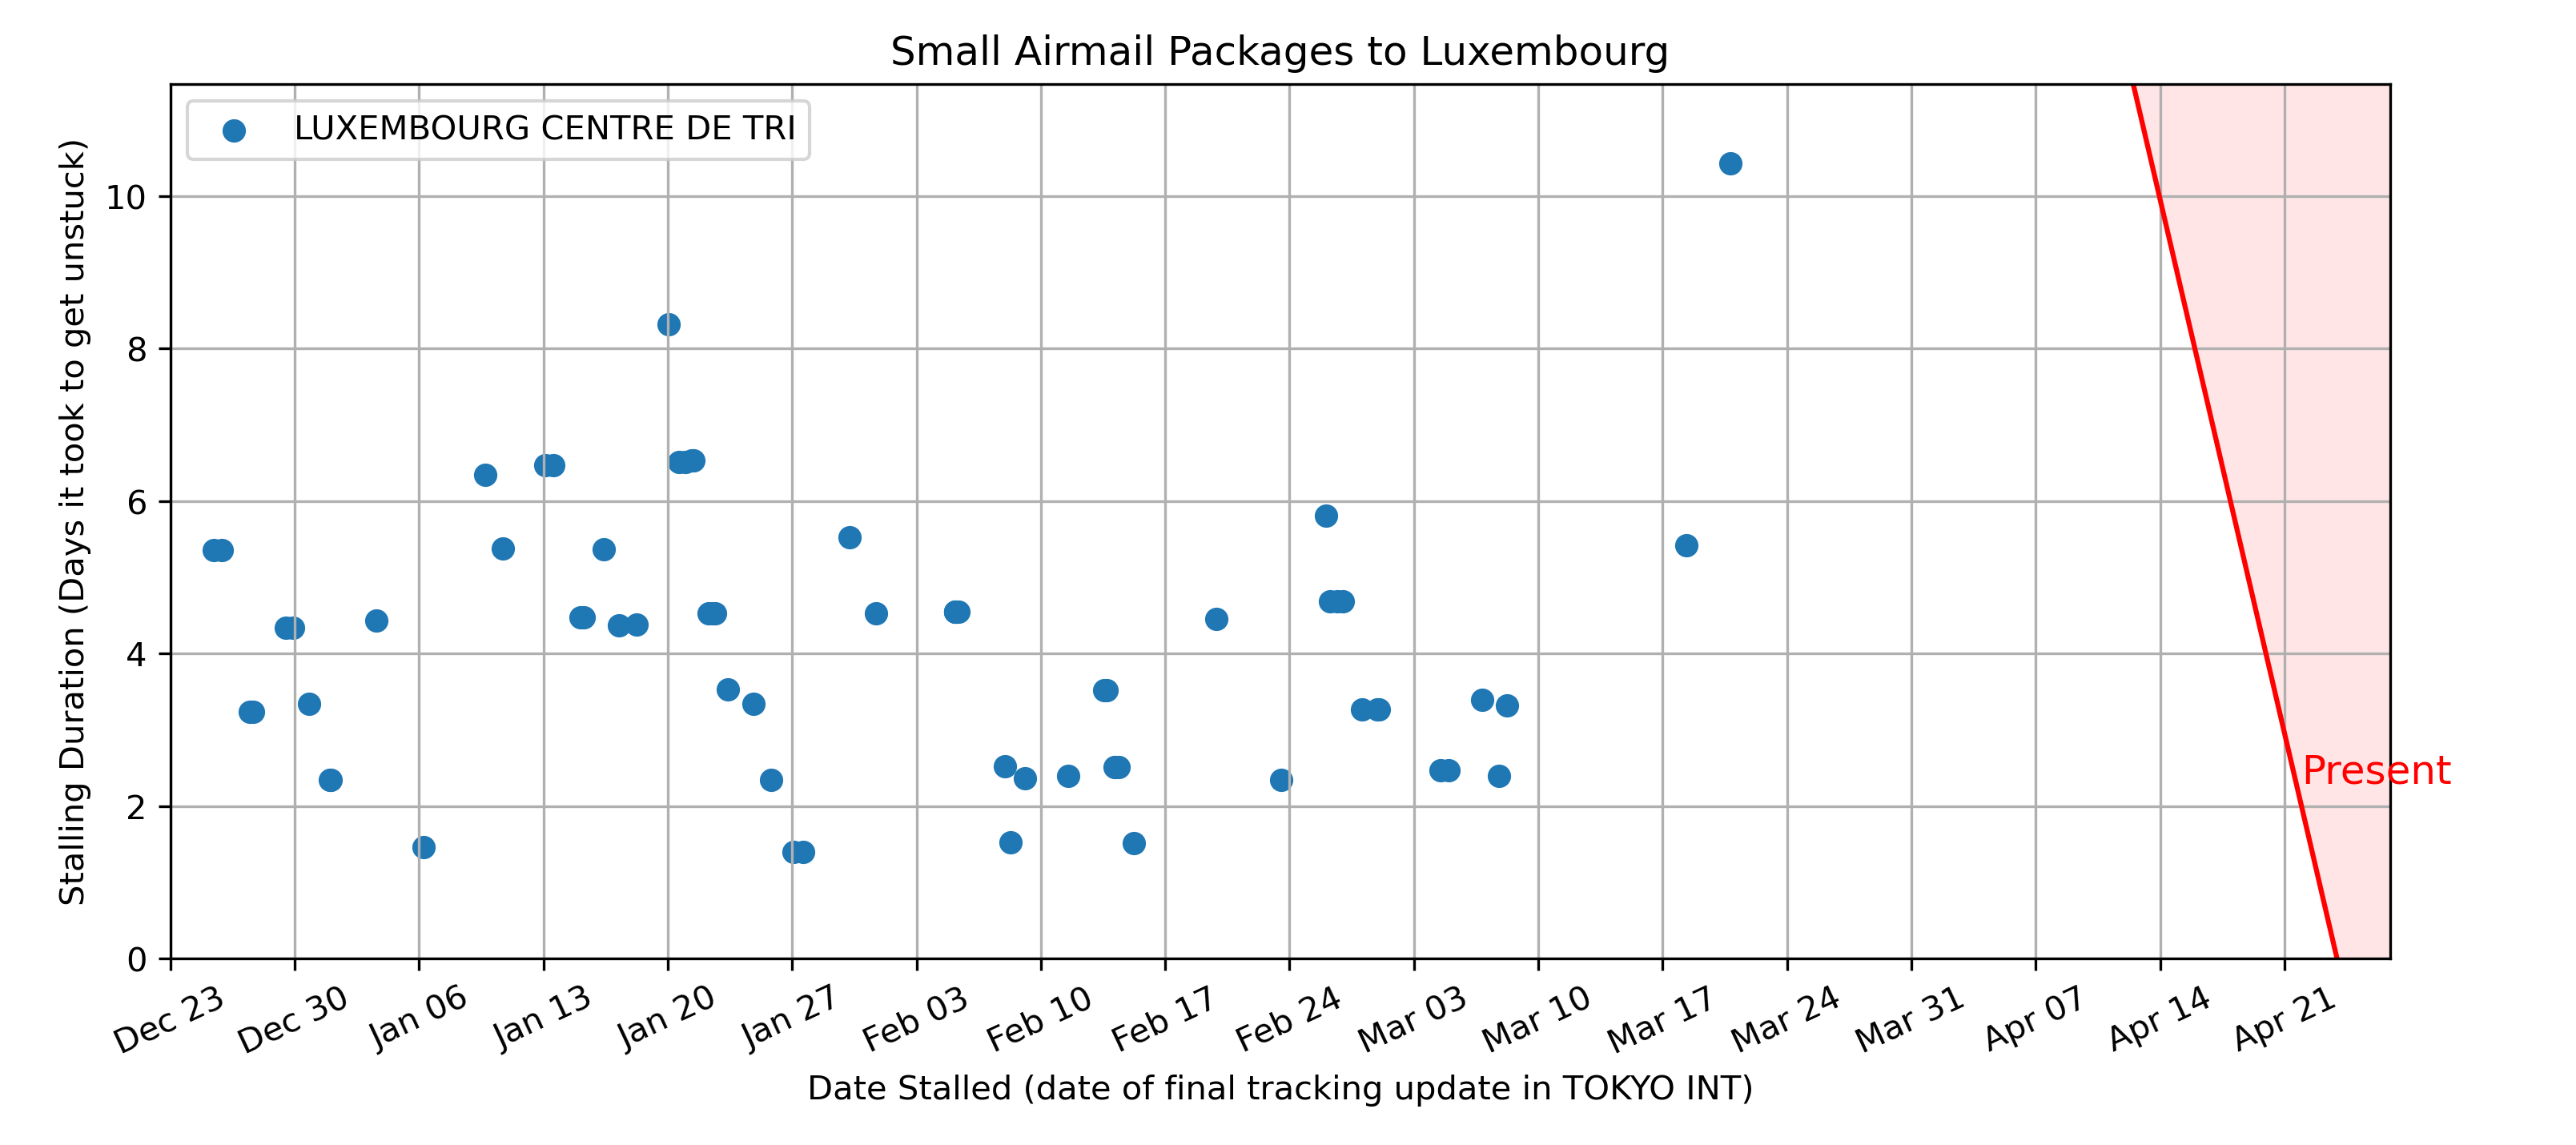 Small Airmail Packages to Luxembourg
LUXEMBOURG CENTRE DE TRI
Stalling Duration (Days it took to get unstuck)
10
8
6
4
2
0
Present
Dec 23
Dec 30
Jan 06
Jan 13
Jan 20
Jan 27
Feb 03
Feb 10
Feb 17
Feb 24
Mar 03
Mar 10
Mar 17
Mar 24
Mar 31
Apr 07
Apr 14
Apr 21
Date Stalled (date of final tracking update in TOKYO INT)